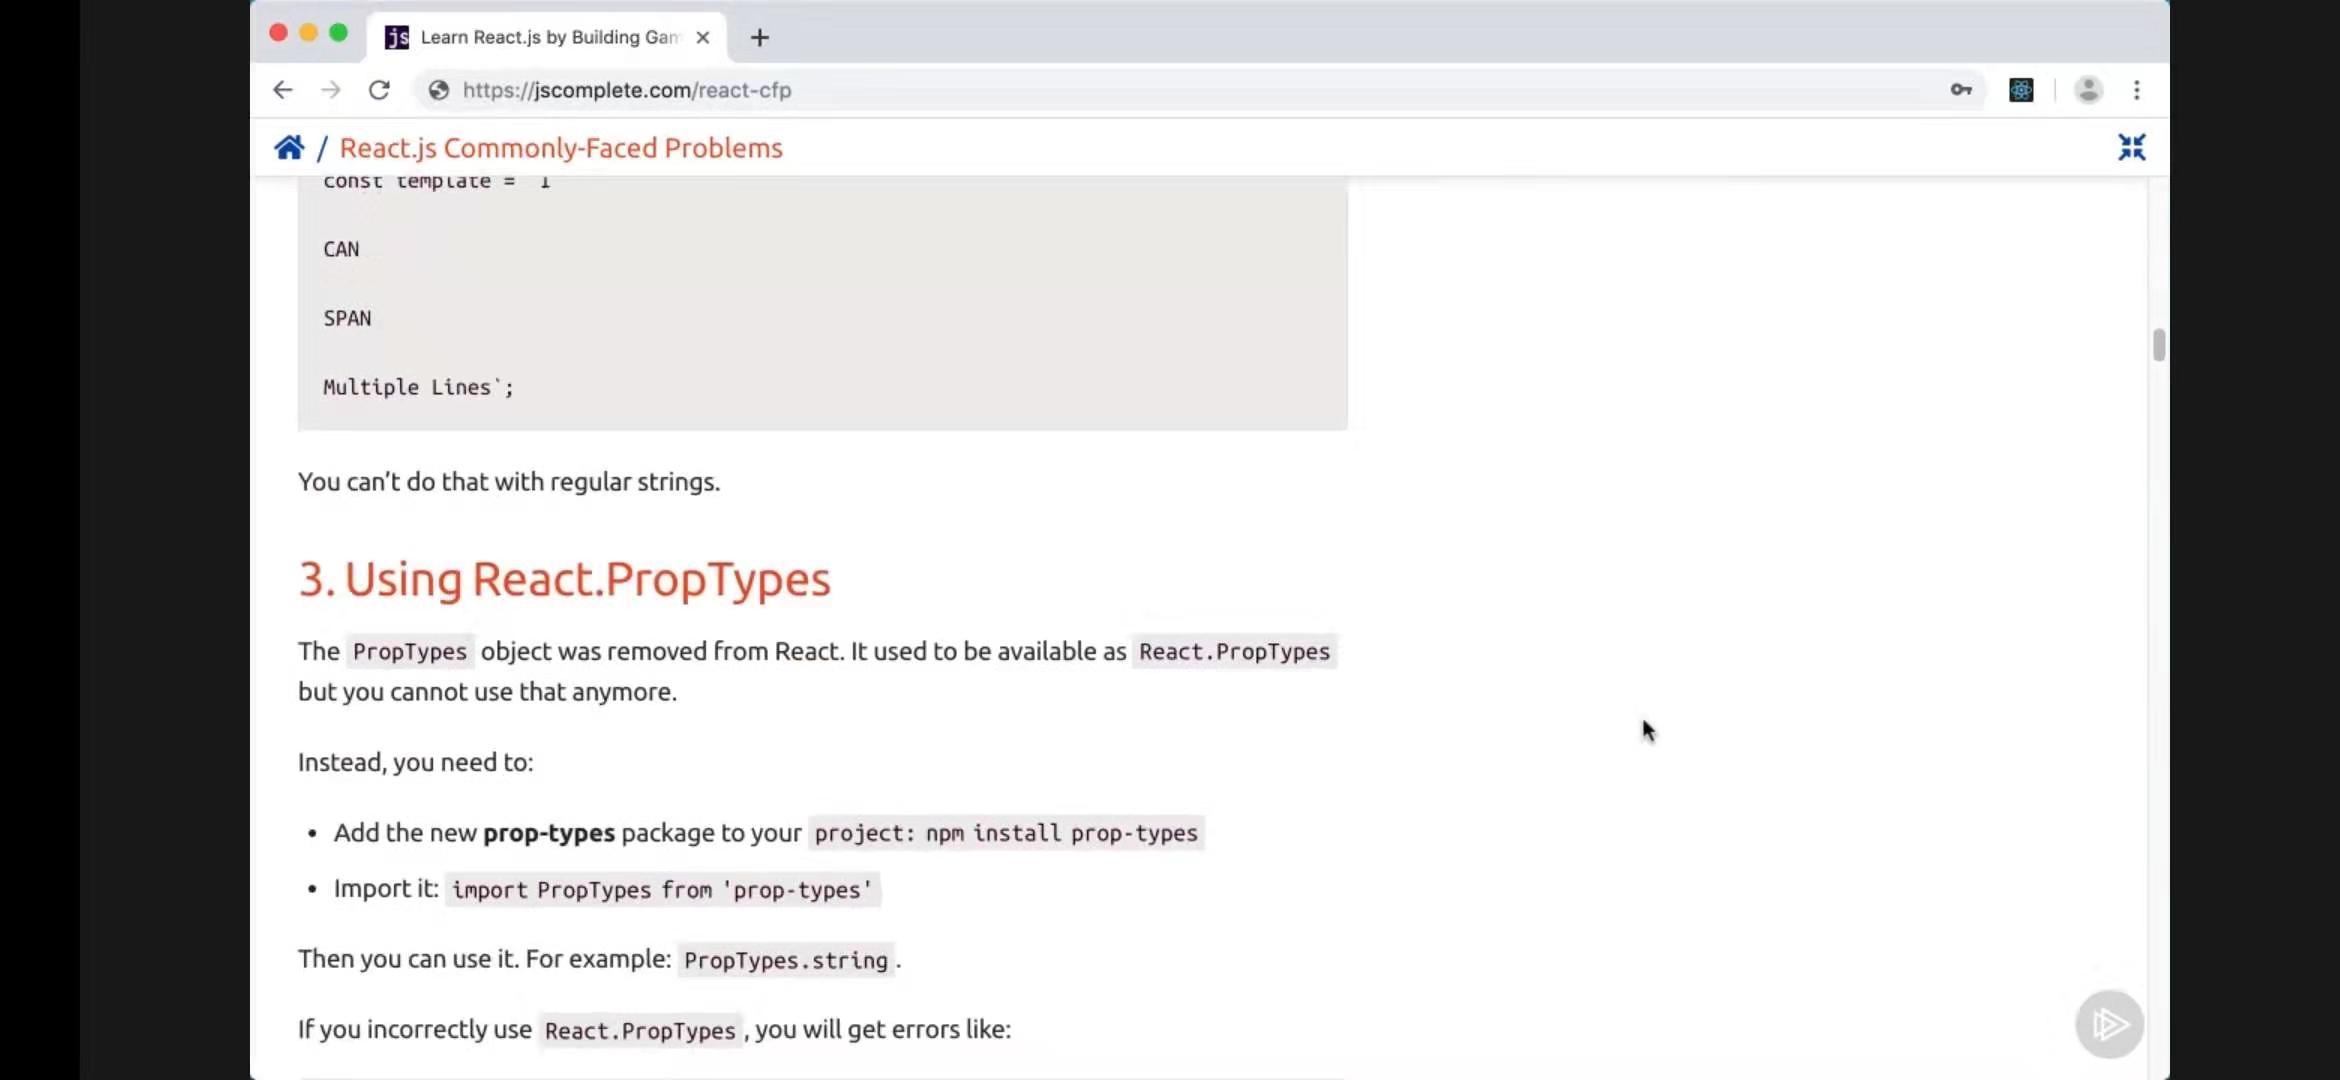 js Learn React.js by Building Gam
https://jscomplete.com/react-cfp
/ React.js Commonly-Faced Problems
const template = `I
CAN
SPAN
Multiple Lines`;
You can’t do that with regular strings.
3. Using React.PropTypes
The PropTypes object was removed from React. It used to be available as React.PropTypes
but you cannot use that anymore.
Instead, you need to:
• Add the new prop-types package to your project: npm install prop-types
• Import it: import PropTypes from 'prop-types'
Then you can use it. For example: PropTypes.string .
If you incorrectly use React.PropTypes , you will get errors like: